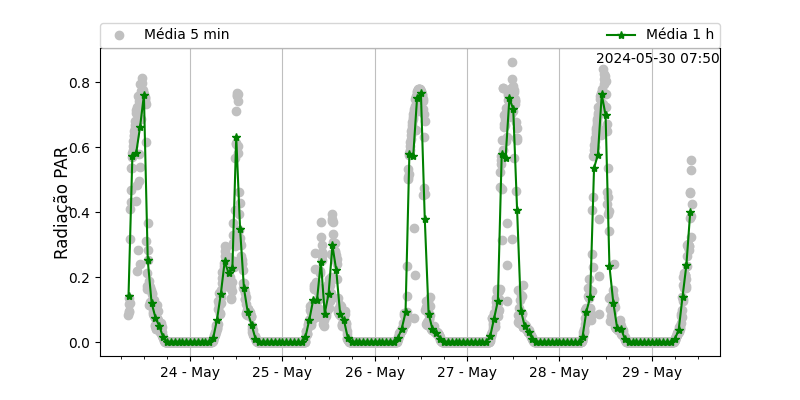 Média 5 min
Média 1 h
2024-05-30 07:50
Radiação PAR
0.8
0.6
0.4
0.2
0.0
24 - May
25 - May
26 - May
27 - May
28 - May
29 - May